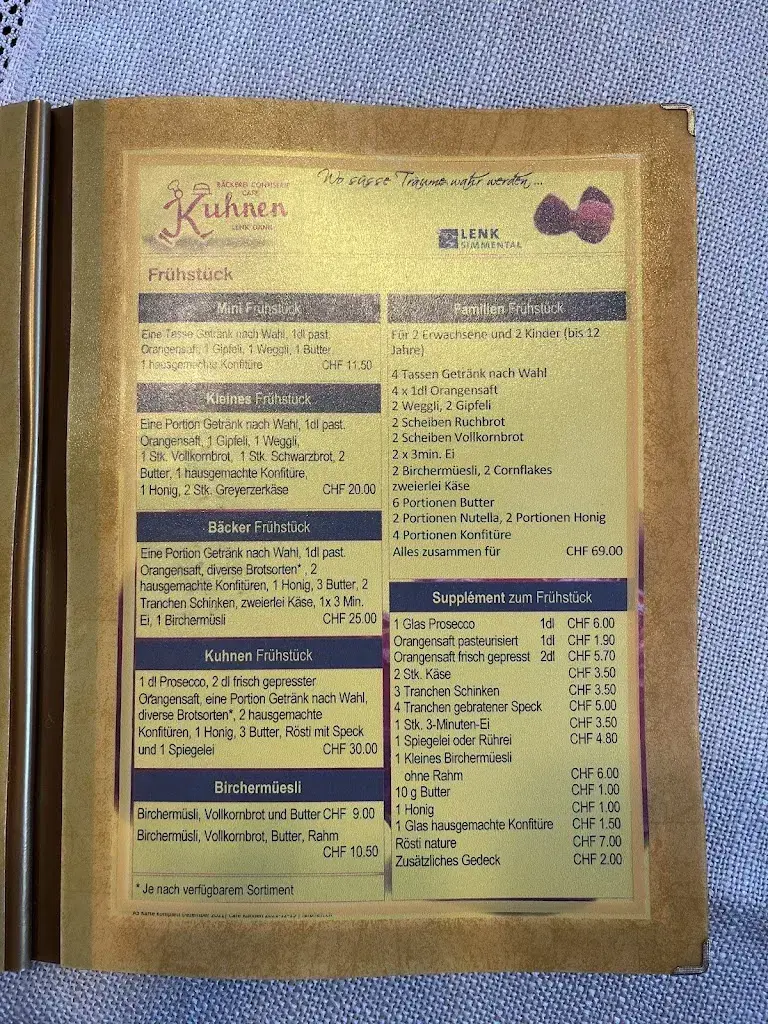 Wo süsse Träume wahr werden...
BÄCKEREI CONFISERIE
CAFE
Kuhnen
LENK
SIMMENTAL
Frühstück
Mini Frühstück
Eine Tasse Getränk nach Wahl, 1dl past.
Orangensaft, 1 Gipfeli, 1 Weggli, 1 Butter
1 hausgemachte Konfitüre CHF 11.50
Kleines Frühstück
Eine Portion Getränk nach Wahl, 1dl past.
Orangensaft, 1 Gipfeli, 1 Weggli,
1 Stk. Vollkornbrot, 1 Stk. Schwarzbrot, 2
Butter, 1 hausgemachte Konfitüre,
1 Honig, 2 Stk. Greyerzerkäse CHF 20.00
Bäcker Frühstück
Eine Portion Getränk nach Wahl, 1dl past.
Orangensaft, diverse Brotsorten* , 2
hausgemachte Konfitüren, 1 Honig, 3 Butter, 2
Tranchen Schinken, zweierlei Käse, 1x 3 Min.
Ei, 1 Birchermüsli CHF 25.00
Kuhnen Frühstück
1 dl Prosecco, 2 dl frisch gepresster
Orangensaft, eine Portion Getränk nach Wahl,
diverse Brotsorten*, 2 hausgemachte
Konfitüren, 1 Honig, 3 Butter, Rösti mit Speck
und 1 Spiegelei CHF 30.00
Birchermüesli
Birchermüsli, Vollkornbrot und Butter CHF 9.00
Birchermüsli, Vollkornbrot, Butter, Rahm
CHF 10.50
* Je nach verfügbarem Sortiment
Familien Frühstück
Für 2 Erwachsene und 2 Kinder (bis 12
Jahre)
4 Tassen Getränk nach Wahl
4 x 1dl Orangensaft
2 Weggli, 2 Gipfeli
2 Scheiben Ruchbrot
2 Scheiben Vollkornbrot
2 x 3min. Ei
2 Birchermüesli, 2 Cornflakes
zweierlei Käse
6 Portionen Butter
2 Portionen Nutella, 2 Portionen Honig
4 Portionen Konfitüre
Alles zusammen für CHF 69.00
Supplément zum Frühstück
1 Glas Prosecco 1dl CHF 6.00
Orangensaft pasteurisiert 1dl CHF 1.90
Orangensaft frisch gepresst 2dl CHF 5.70
2 Stk. Käse CHF 3.50
3 Tranchen Schinken CHF 3.50
4 Tranchen gebratener Speck CHF 5.00
1 Stk. 3-Minuten-Ei CHF 3.50
1 Spiegelei oder Rührei CHF 4.80
1 Kleines Birchermüesli
ohne Rahm CHF 6.00
10 g Butter CHF 1.00
1 Honig CHF 1.00
1 Glas hausgemachte Konfitüre CHF 1.50
Rösti nature CHF 7.00
Zusätzliches Gedeck CHF 2.00